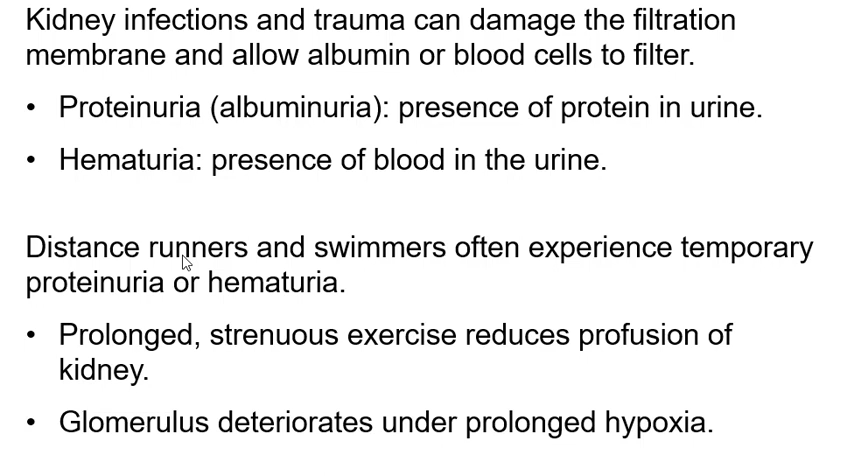 Kidney infections and trauma can damage the filtration
membrane and allow albumin or blood cells to filter.
• Proteinuria (albuminuria): presence of protein in urine.
• Hematuria: presence of blood in the urine.
Distance runners and swimmers often experience temporary
proteinuria or hematuria.
• Prolonged, strenuous exercise reduces profusion of
kidney.
• Glomerulus deteriorates under prolonged hypoxia.